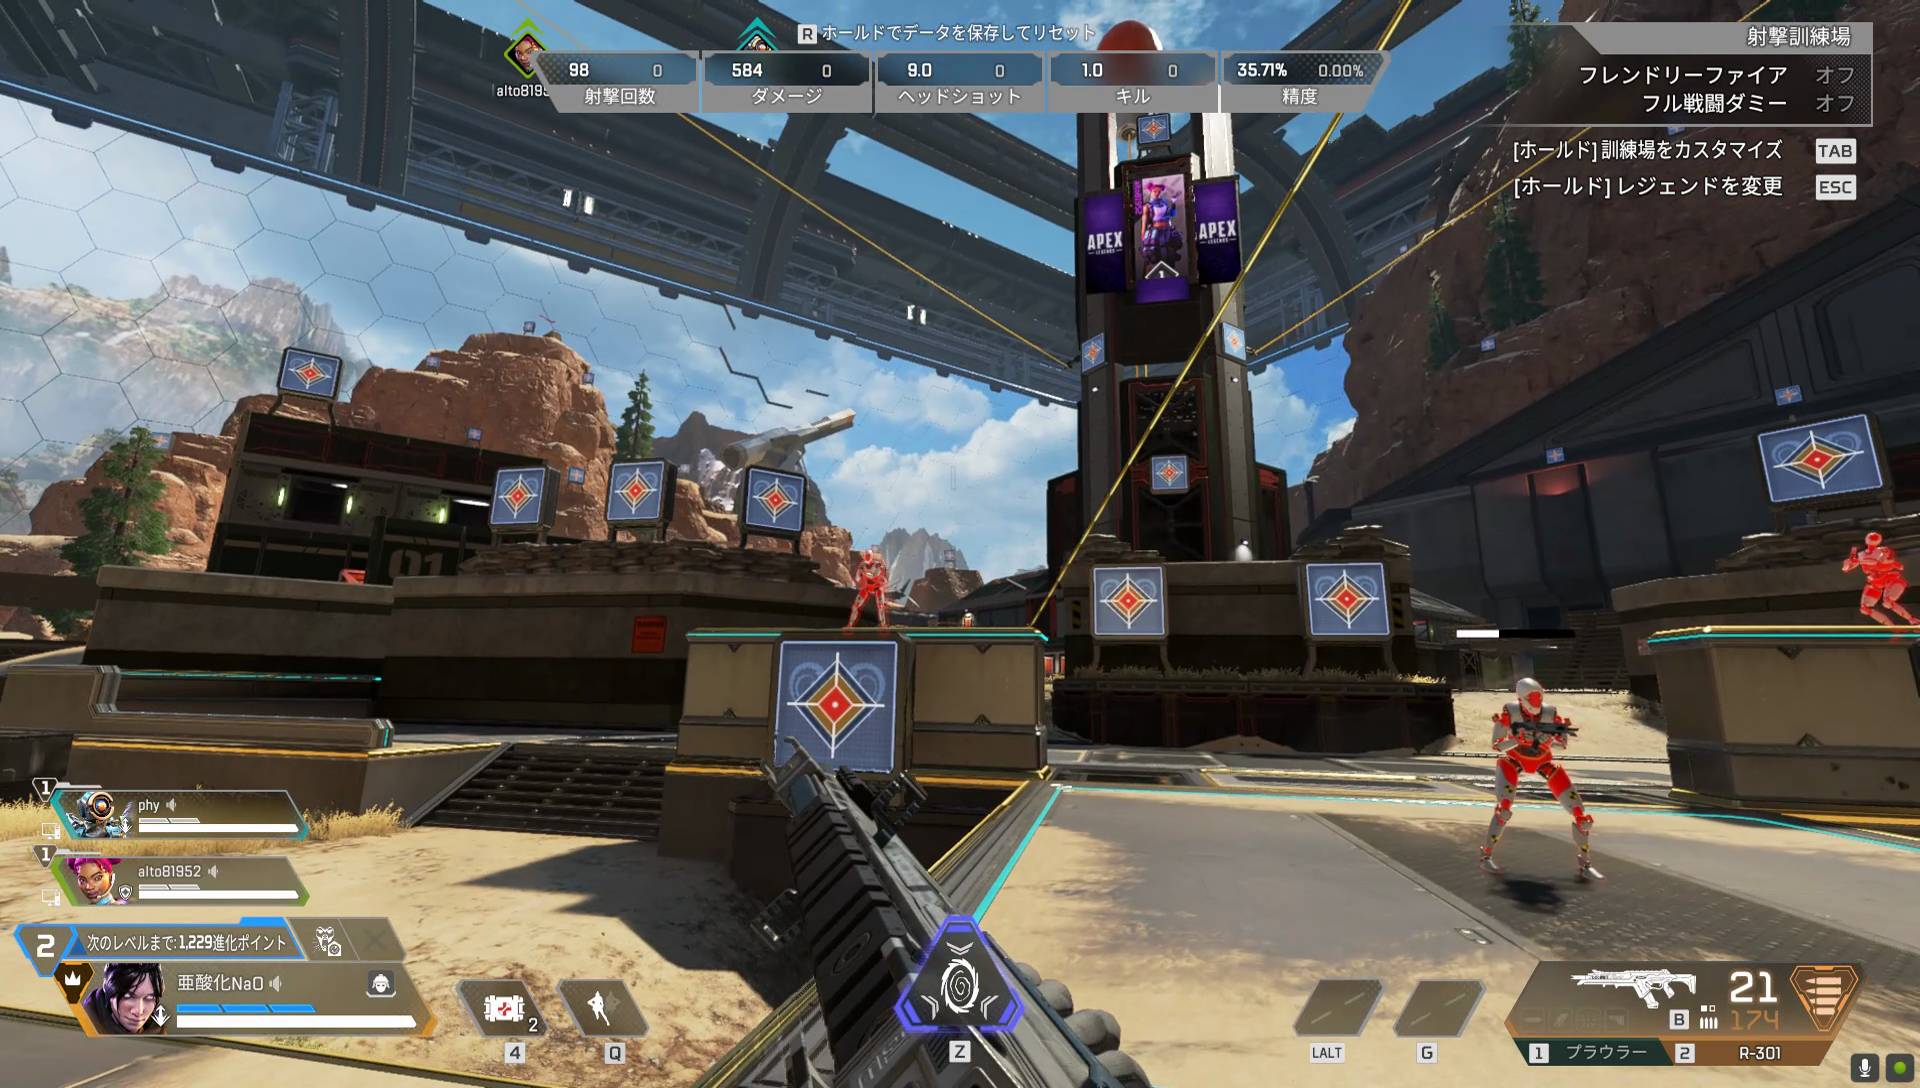 R ホールドでデータを保存してリセット
98 0
射撃回数
584 0
ダメージ
9.0 0
ヘッドショット
1.0 0
キル
35.71% 0.00%
精度
alto819
射撃訓練場
フレンドリーファイア オフ
フル戦闘ダミー オフ
[ホールド] 訓練場をカスタマイズ TAB
[ホールド] レジェンドを変更 ESC
APEX
LEGENDS
APEX
LEGENDS
1
01
1
phy
1
alto81952
2
次のレベルまで:1,229進化ポイント
亜酸化NaO
2
4
Q
Z
LALT
G
21
174
B
1 プラウラー
2 R-301